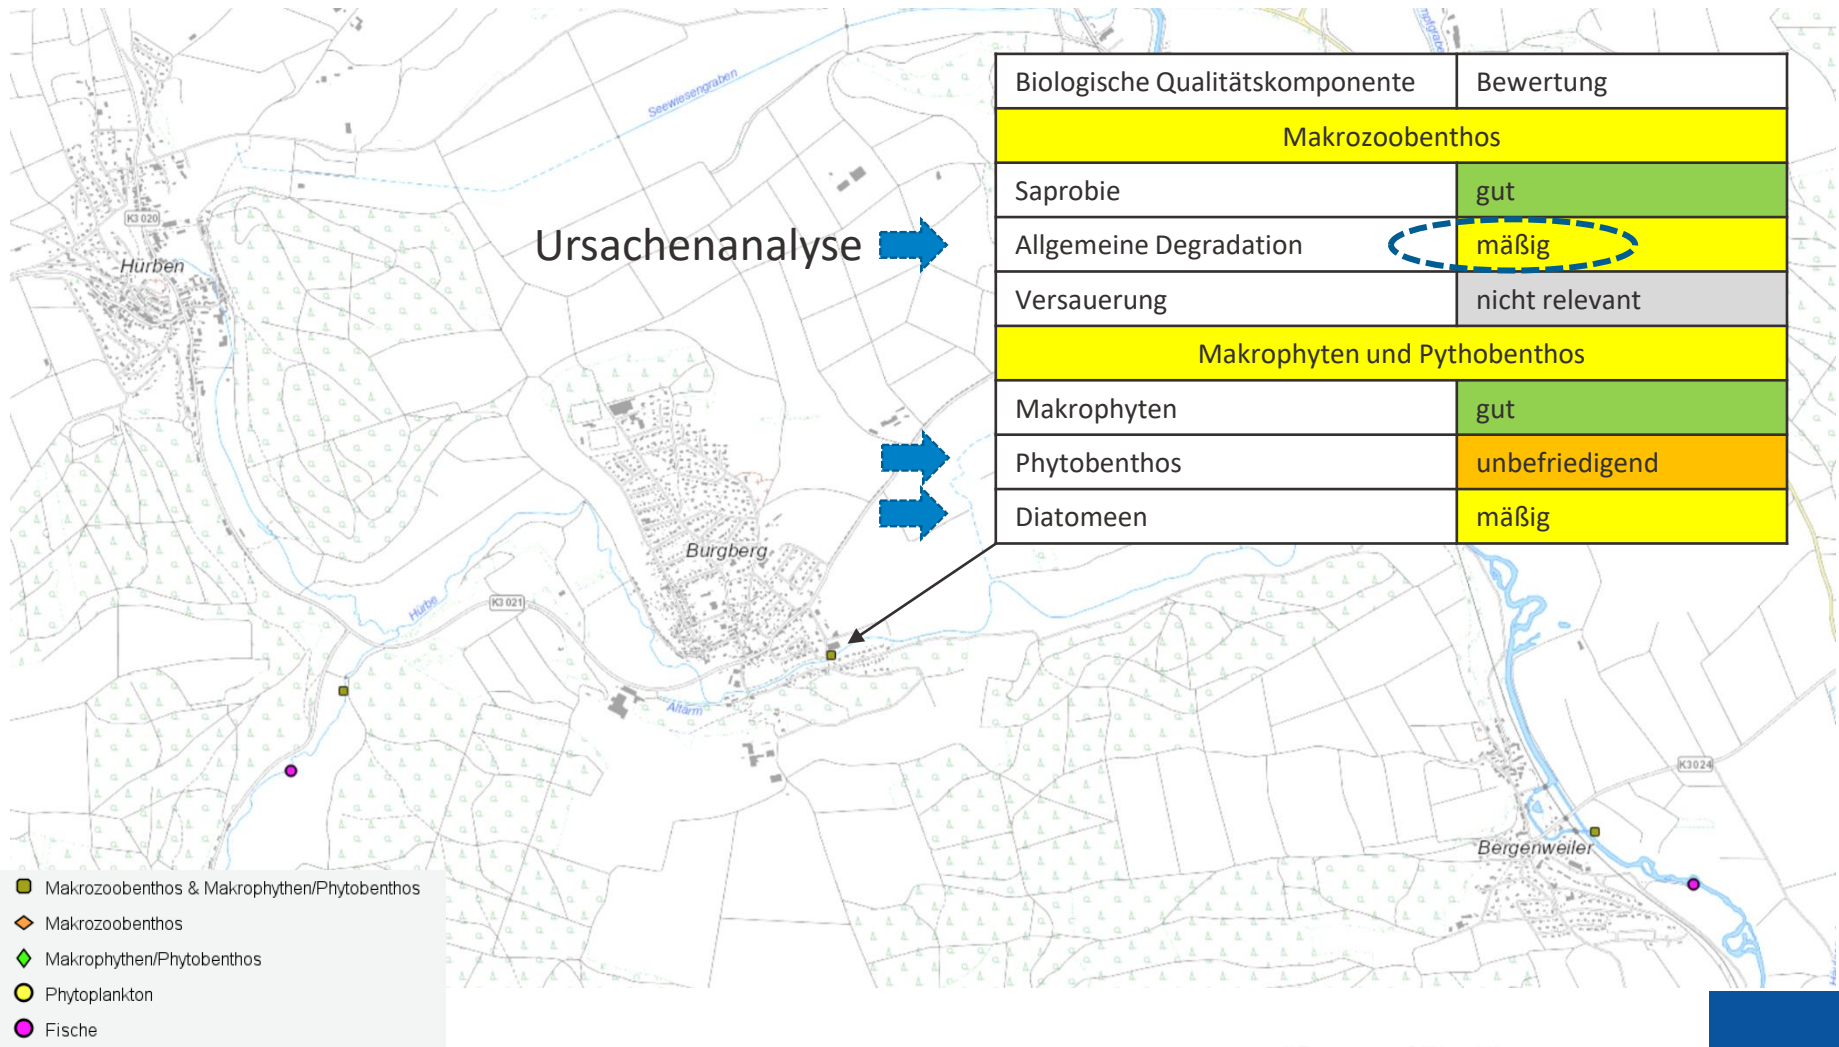 Seewiesengraben
Biologische Qualitätskomponente Bewertung
Makrozoobenthos
Saprobie gut
K3 020
Ursachenanalyse
Allgemeine Degradation mäßig
Hürben
Versauerung nicht relevant
Makrophyten und Pythobenthos
Makrophyten gut
Phytobenthos unbefriedigend
Diatomeen mäßig
Burgberg
Hürbe
K3 021
Altarm
K3024
Bergenweiler
Makrozoobenthos & Makrophythen/Phytobenthos
Makrozoobenthos
Makrophythen/Phytobenthos
Phytoplankton
Fische